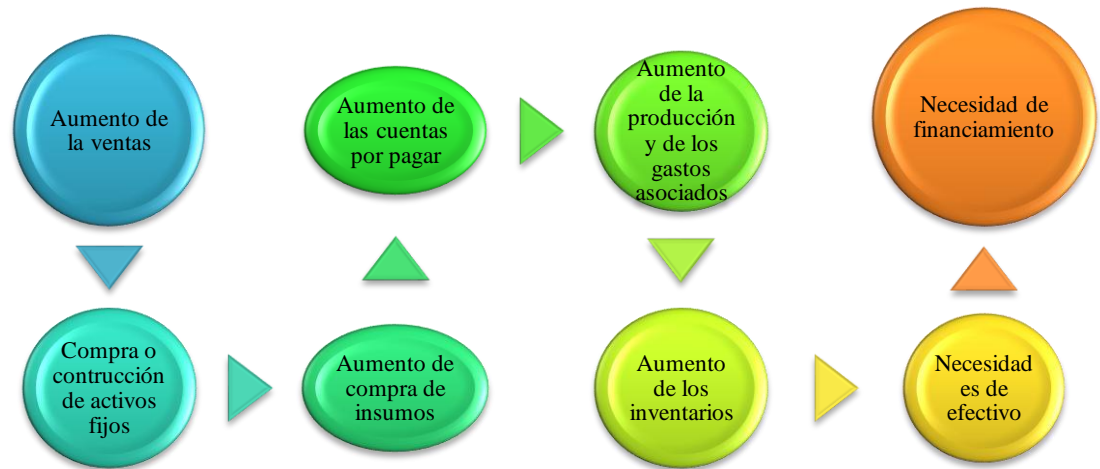 Aumento de
la ventas
Compra o
contrucción
de activos
fijos
Aumento de
compra de
insumos
Aumento de
las cuentas
por pagar
Aumento
de la
producción
y de los
gastos
asociados
Aumento
de los
inventarios
Necesidad
es de
efectivo
Necesidad de
financiamiento